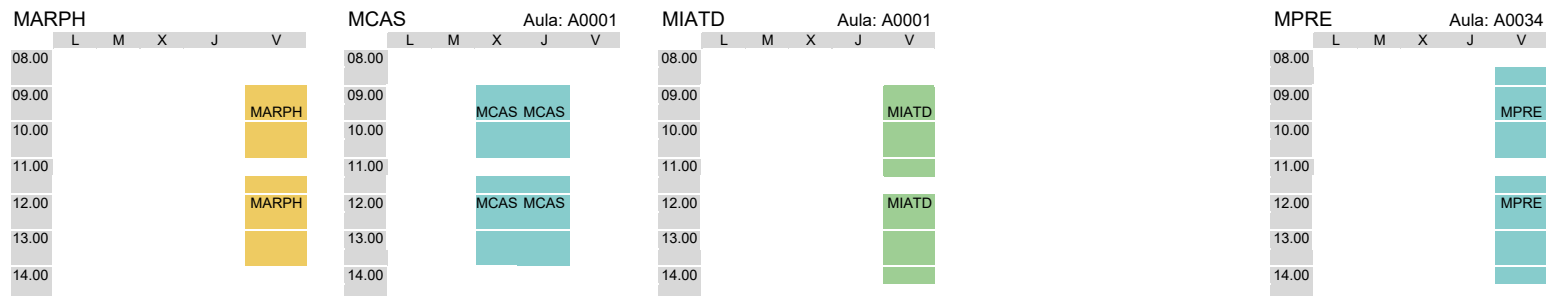 MARPH MCAS Aula: A0001 MIATD Aula: A0001 MPRE Aula: A0034
L M X J V L M X J V L M X J V L M X J V
08.00 08.00 08.00 08.00
09.00 09.00 09.00 09.00
MARPH MCAS MCAS MIATD MPRE
10.00 10.00 10.00 10.00
11.00 11.00 11.00 11.00
12.00 MARPH 12.00 MCAS MCAS 12.00 MIATD 12.00 MPRE
13.00 13.00 13.00 13.00
14.00 14.00 14.00 14.00